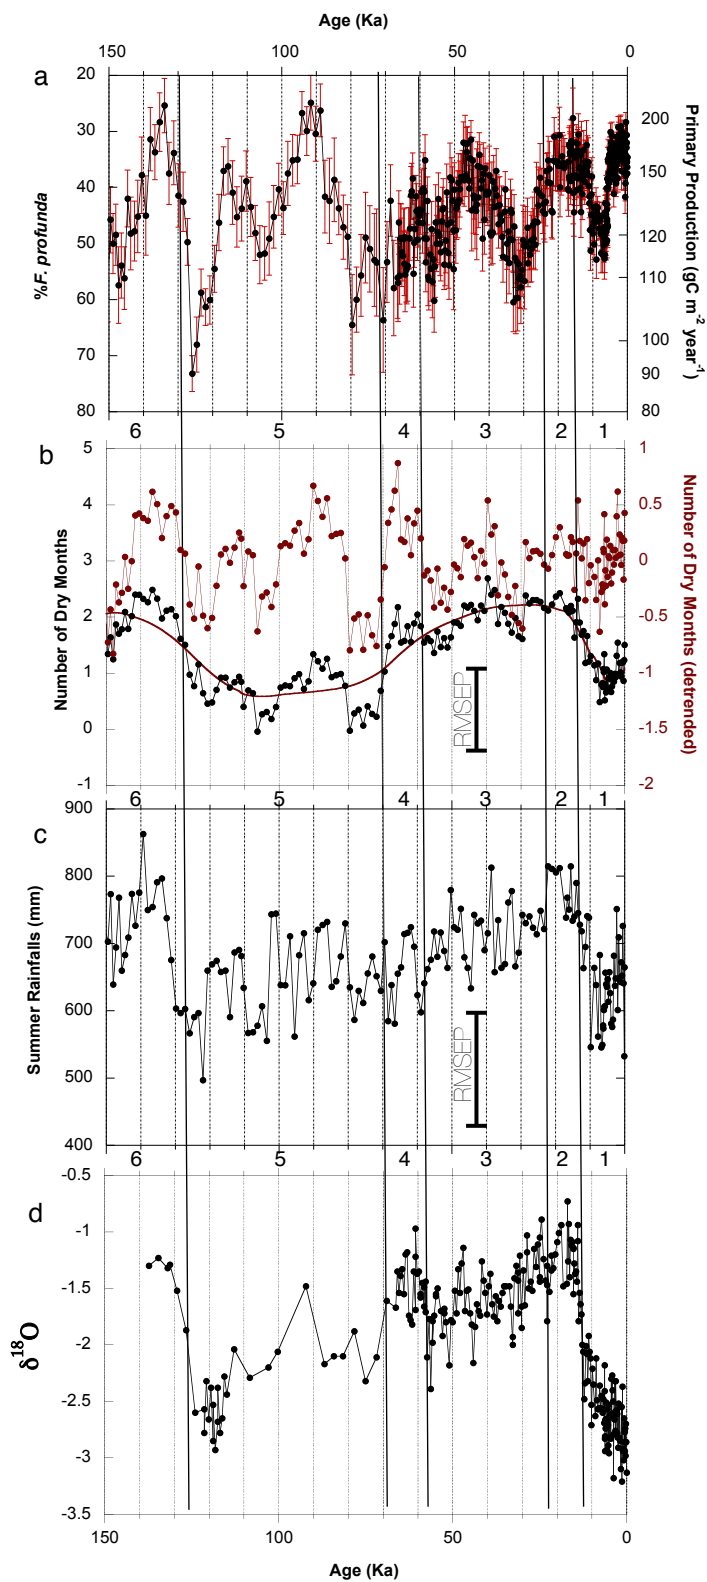 Age (Ka)
150 100 50 0
a
20
30
40
50
60
70
80
%F. profunda
200
150
120
110
100
90
80
Primary Production (gC m⁻² year⁻¹)
6 5 4 3 2 1
b
5
4
3
2
1
0
-1
Number of Dry Months
1
0.5
0
-0.5
-1
-1.5
-2
Number of Dry Months (detrended)
RMSEP
6 5 4 3 2 1
c
900
800
700
600
500
400
Summer Rainfalls (mm)
RMSEP
6 5 4 3 2 1
d
-0.5
-1
-1.5
-2
-2.5
-3
-3.5
δ¹⁸O
150 100 50 0
Age (Ka)